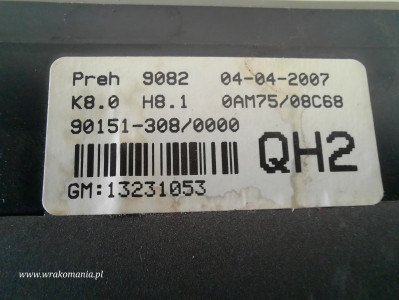 Preh 9082 04-04-2007
K8.0 H8.1 0AM75/08C68
90151-308/0000
QH2
GM:13231053
www.wrakomania.pl